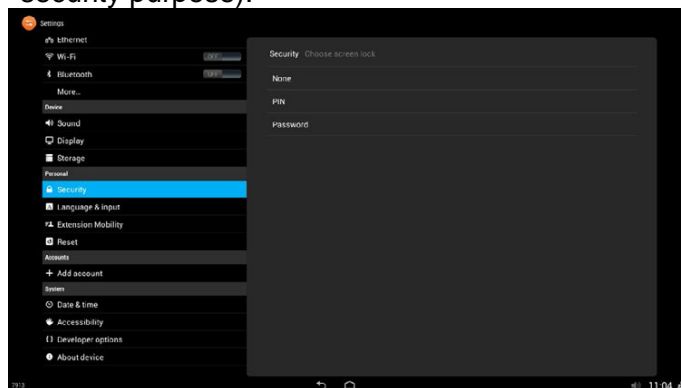 security purpose).
Settings
Ethernet
Wi-Fi OFF
Bluetooth OFF
More...
Device
Sound
Display
Storage
Personal
Security
Language & input
Extension Mobility
Reset
Accounts
Add account
System
Date & time
Accessibility
Developer options
About device
Security Choose screen lock
None
PIN
Password
7913
11:04